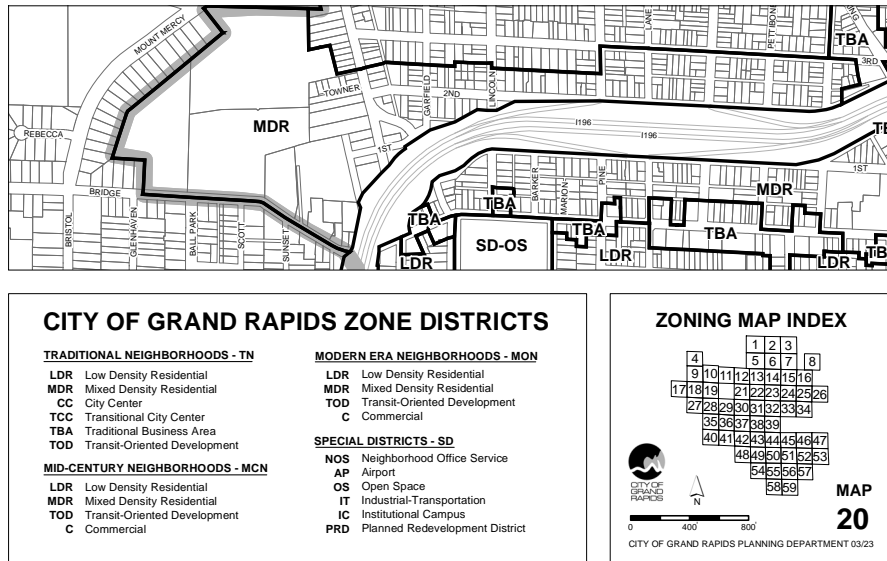 LANE
PETTIBONE
TBA
MOUNT MERCY
3RD
TOWNER
GARFIELD
2ND
LINCOLN
MDR
I196
I196
REBECCA
1ST
1ST
BRIDGE
BARKER
MARION
PINE
MDR
TBA
TBA
TBA
TBA
BRISTOL
GLENHAVEN
BALL PARK
SCOTT
SUNSET
LDR
SD-OS
LDR
LDR
CITY OF GRAND RAPIDS ZONE DISTRICTS
TRADITIONAL NEIGHBORHOODS - TN
LDR Low Density Residential
MDR Mixed Density Residential
CC City Center
TCC Transitional City Center
TBA Traditional Business Area
TOD Transit-Oriented Development
MID-CENTURY NEIGHBORHOODS - MCN
LDR Low Density Residential
MDR Mixed Density Residential
TOD Transit-Oriented Development
C Commercial
MODERN ERA NEIGHBORHOODS - MON
LDR Low Density Residential
MDR Mixed Density Residential
TOD Transit-Oriented Development
C Commercial
SPECIAL DISTRICTS - SD
NOS Neighborhood Office Service
AP Airport
OS Open Space
IT Industrial-Transportation
IC Institutional Campus
PRD Planned Redevelopment District
ZONING MAP INDEX
1 2 3
4 5 6 7 8
9 10 11 12 13 14 15 16
17 18 19 21 22 23 24 25 26
27 28 29 30 31 32 33 34
35 36 37 38 39
40 41 42 43 44 45 46 47
48 49 50 51 52 53
54 55 56 57
58 59
CITY OF
GRAND
RAPIDS
N
0 400' 800'
MAP
20
CITY OF GRAND RAPIDS PLANNING DEPARTMENT 03/23